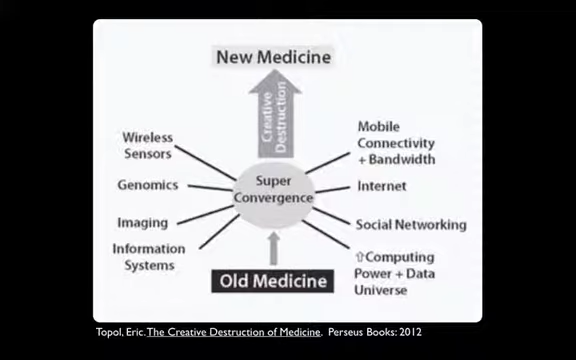 New Medicine
Creative
Destruction
Wireless
Sensors
Genomics
Imaging
Information
Systems
Super
Convergence
Mobile
Connectivity
+ Bandwidth
Internet
Social Networking
⇧Computing
Power + Data
Universe
Old Medicine
Topol, Eric. The Creative Destruction of Medicine. Perseus Books: 2012